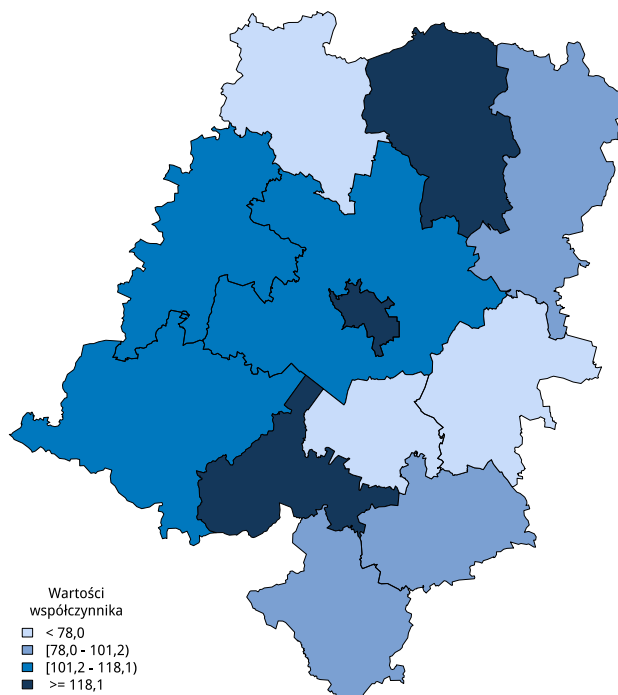 Wartości
współczynnika
< 78,0
[78,0 - 101,2)
[101,2 - 118,1)
>= 118,1